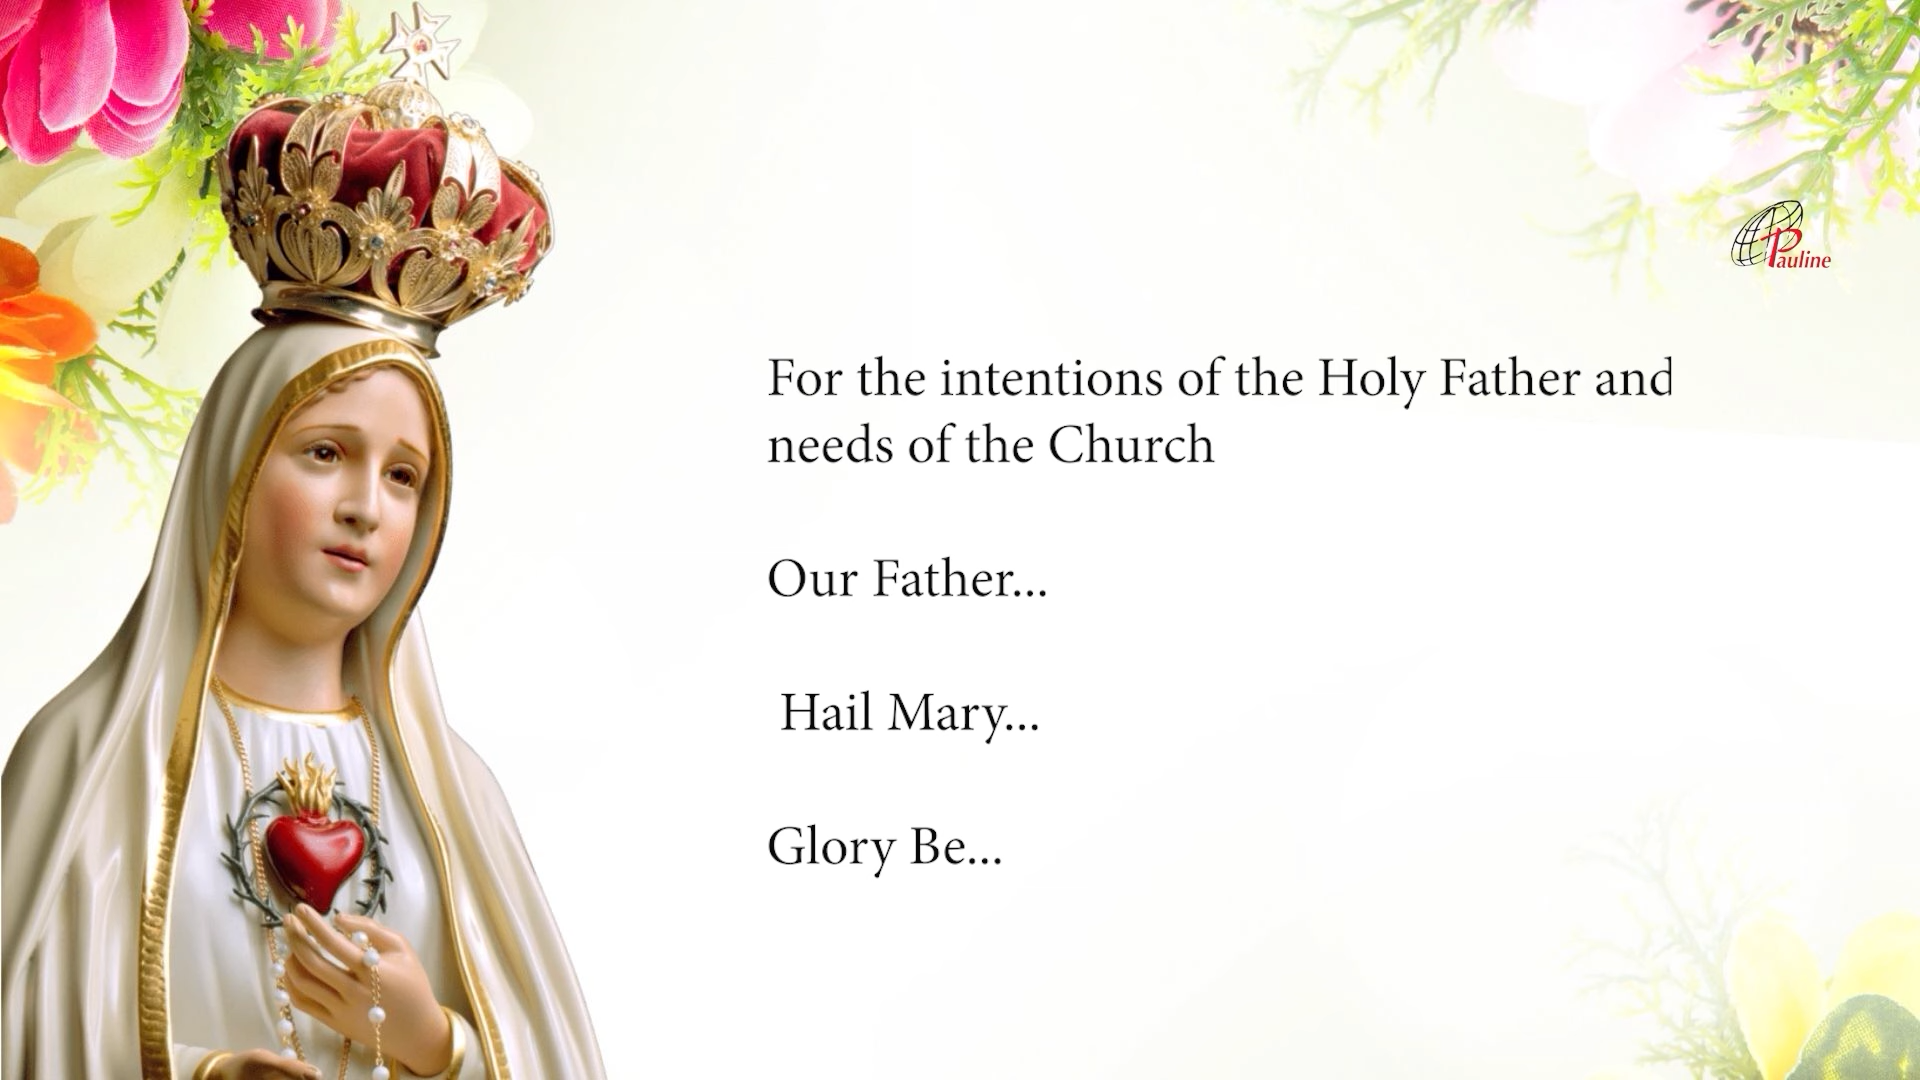 Pauline
For the intentions of the Holy Father and
needs of the Church
Our Father...
Hail Mary...
Glory Be...